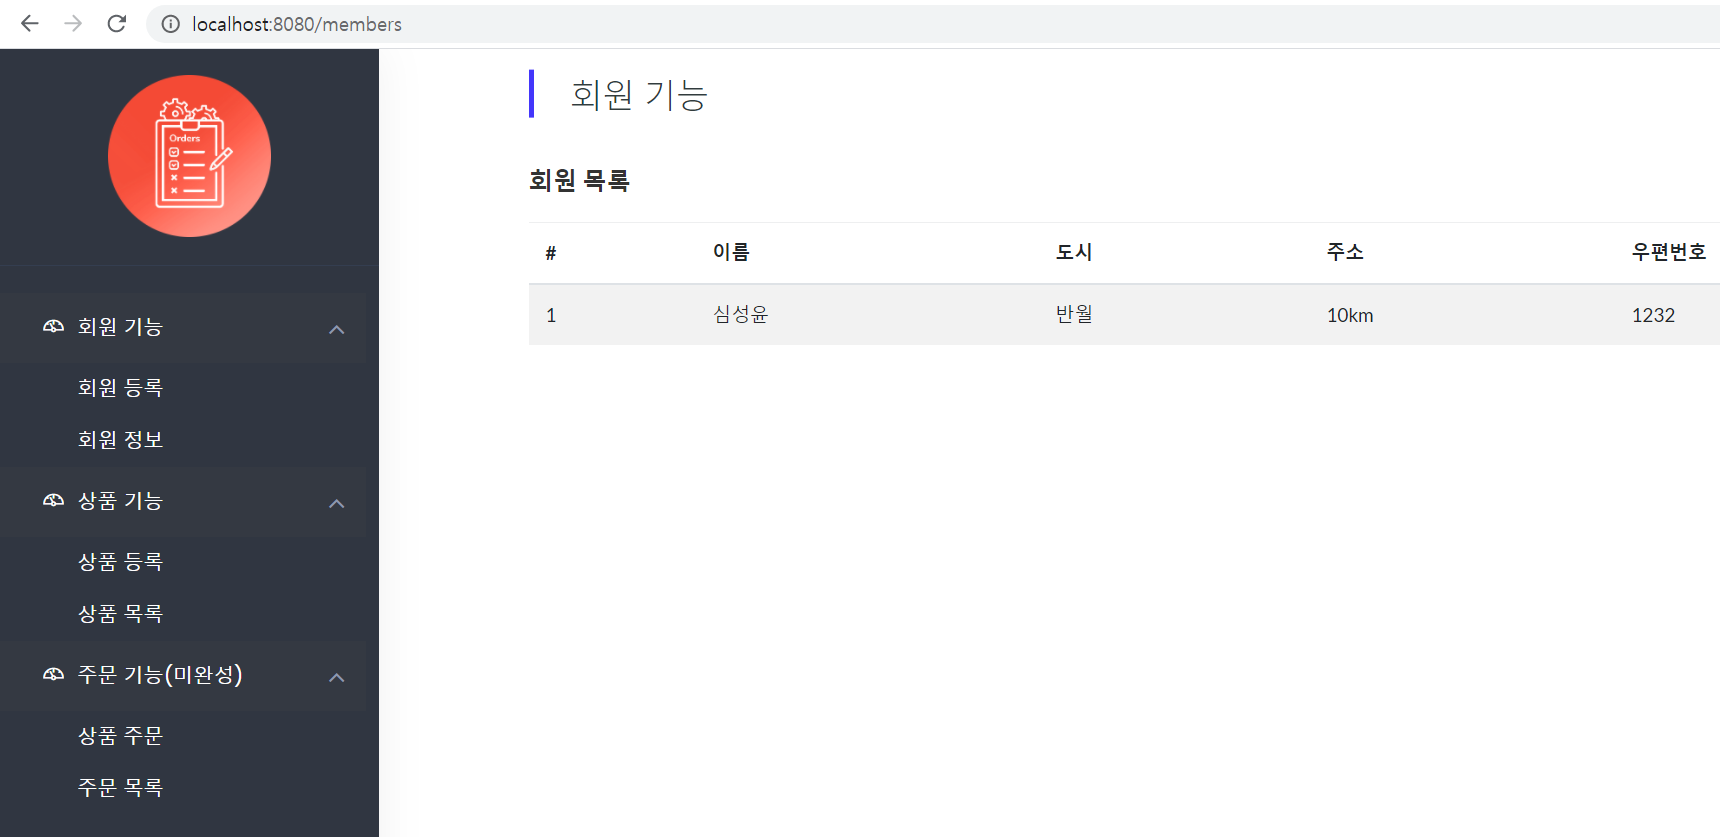 localhost:8080/members
Orders
회원 기능
회원 등록
회원 정보
상품 기능
상품 등록
상품 목록
주문 기능(미완성)
상품 주문
주문 목록
회원 기능
회원 목록
# 이름 도시 주소 우편번호
1 심성윤 반월 10km 1232